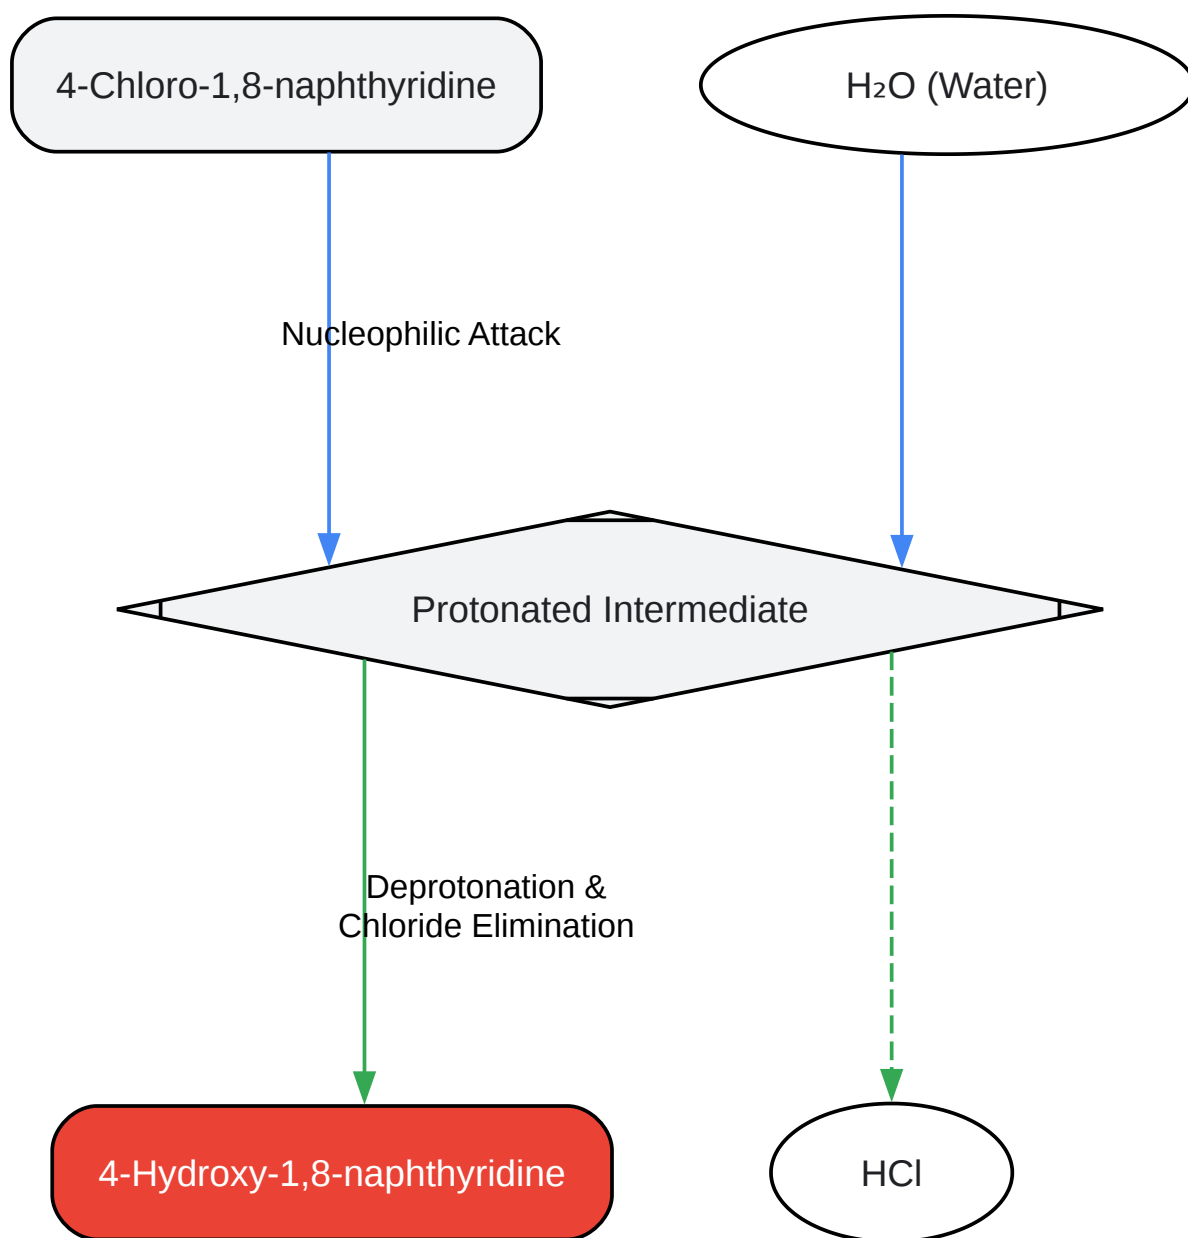 4-Chloro-1,8-naphthyridine
H₂O (Water)
Nucleophilic Attack
Protonated Intermediate
Deprotonation &
Chloride Elimination
4-Hydroxy-1,8-naphthyridine
HCl